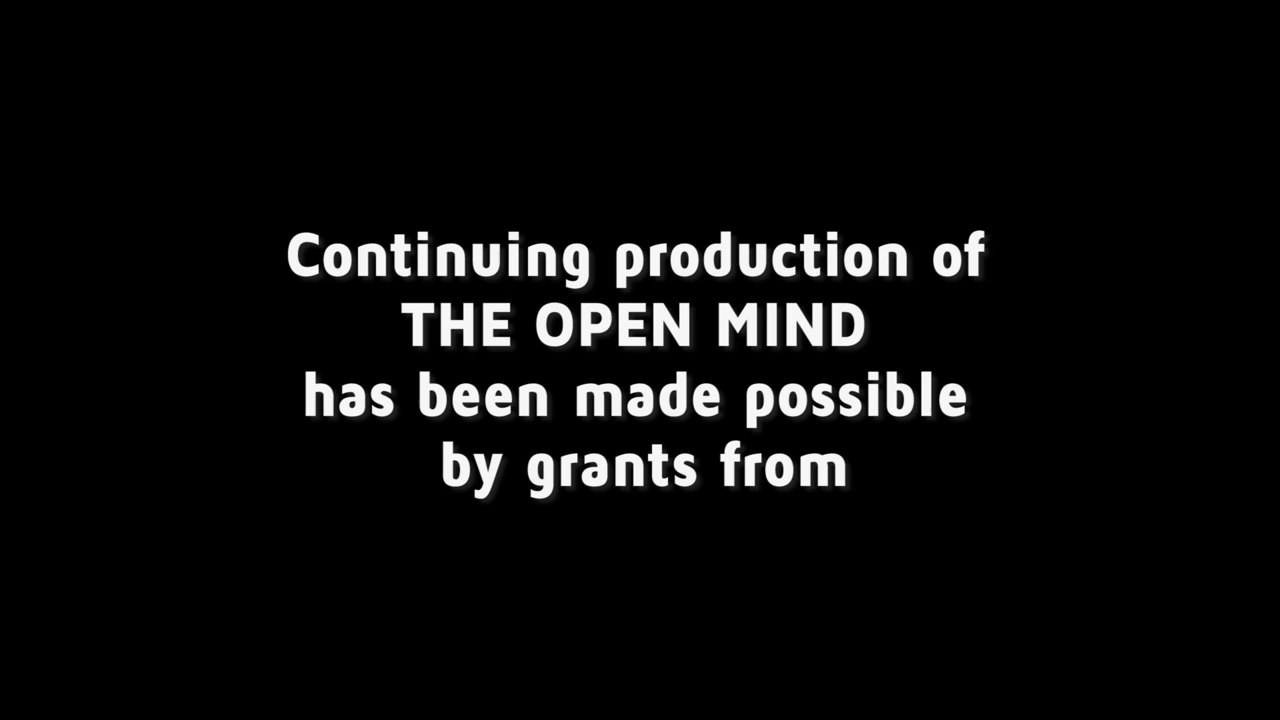 Continuing production of
THE OPEN MIND
has been made possible
by grants from